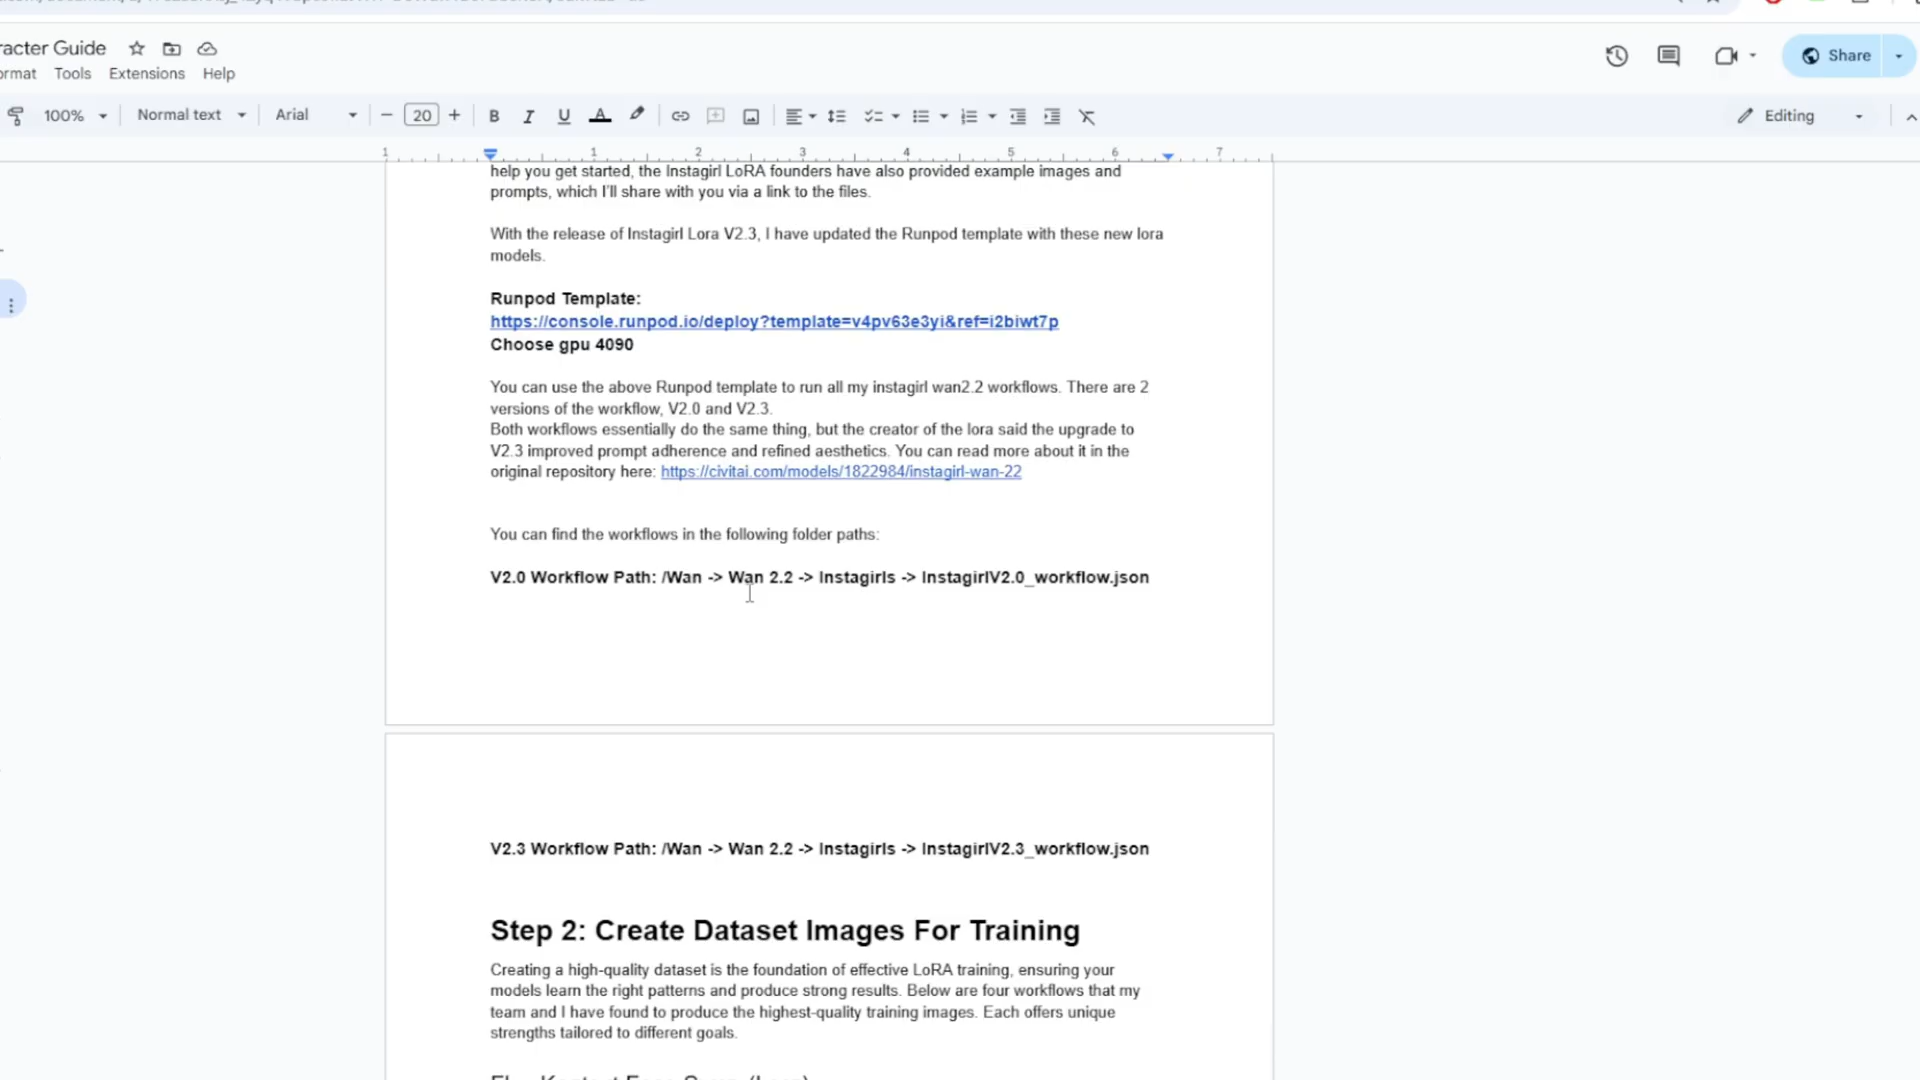 racter Guide
ormat Tools Extensions Help
Share
100% Normal text Arial − 20 + B I U A Editing
1 1 2 3 4 5 6 7
help you get started, the Instagirl LoRA founders have also provided example images and
prompts, which I'll share with you via a link to the files.
With the release of Instagirl Lora V2.3, I have updated the Runpod template with these new lora
models.
Runpod Template:
https://console.runpod.io/deploy?template=v4pv63e3yi&ref=i2biwt7p
Choose gpu 4090
You can use the above Runpod template to run all my instagirl wan2.2 workflows. There are 2
versions of the workflow, V2.0 and V2.3.
Both workflows essentially do the same thing, but the creator of the lora said the upgrade to
V2.3 improved prompt adherence and refined aesthetics. You can read more about it in the
original repository here: https://civitai.com/models/1822984/instagirl-wan-22
You can find the workflows in the following folder paths:
V2.0 Workflow Path: /Wan -> Wan 2.2 -> Instagirls -> InstagirlV2.0_workflow.json
V2.3 Workflow Path: /Wan -> Wan 2.2 -> Instagirls -> InstagirlV2.3_workflow.json
Step 2: Create Dataset Images For Training
Creating a high-quality dataset is the foundation of effective LoRA training, ensuring your
models learn the right patterns and produce strong results. Below are four workflows that my
team and I have found to produce the highest-quality training images. Each offers unique
strengths tailored to different goals.